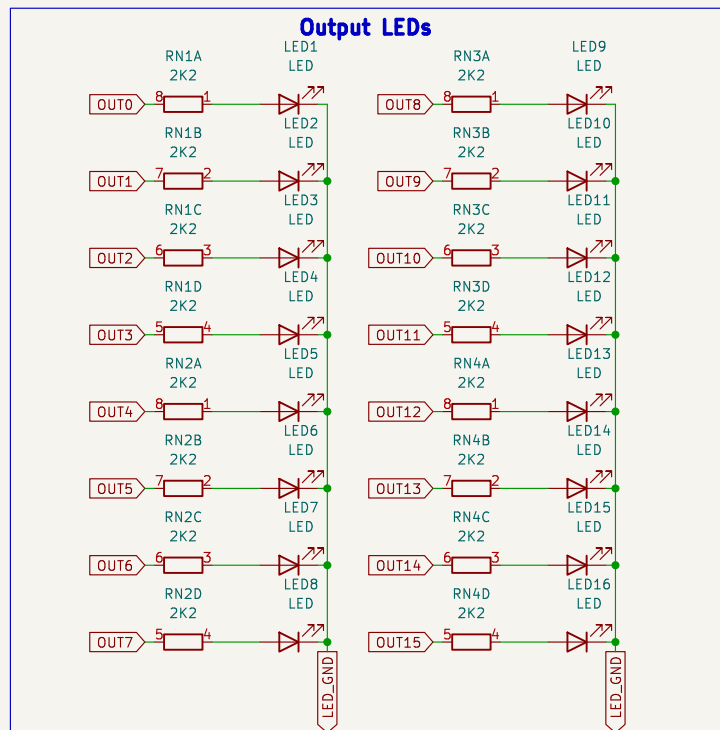 Output LEDs
RN1A
2K2
LED1
LED
RN3A
2K2
LED9
LED
OUT0
8
1
OUT8
8
1
RN1B
2K2
LED2
LED
RN3B
2K2
LED10
LED
OUT1
7
2
OUT9
7
2
RN1C
2K2
LED3
LED
RN3C
2K2
LED11
LED
OUT2
6
3
OUT10
6
3
RN1D
2K2
LED4
LED
RN3D
2K2
LED12
LED
OUT3
5
4
OUT11
5
4
RN2A
2K2
LED5
LED
RN4A
2K2
LED13
LED
OUT4
8
1
OUT12
8
1
RN2B
2K2
LED6
LED
RN4B
2K2
LED14
LED
OUT5
7
2
OUT13
7
2
RN2C
2K2
LED7
LED
RN4C
2K2
LED15
LED
OUT6
6
3
OUT14
6
3
RN2D
2K2
LED8
LED
RN4D
2K2
LED16
LED
OUT7
5
4
OUT15
5
4
LED_GND
LED_GND